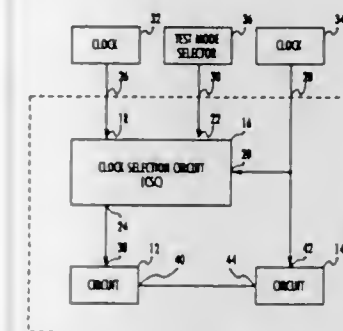 32
36
34
CLOCK
TEST MODE
SELECTOR
CLOCK
26
30
28
18
22
16
CLOCK SELECTION CIRCUIT
(CSC)
20
24
38
12
40
44
42
14
CIRCUIT
CIRCUIT